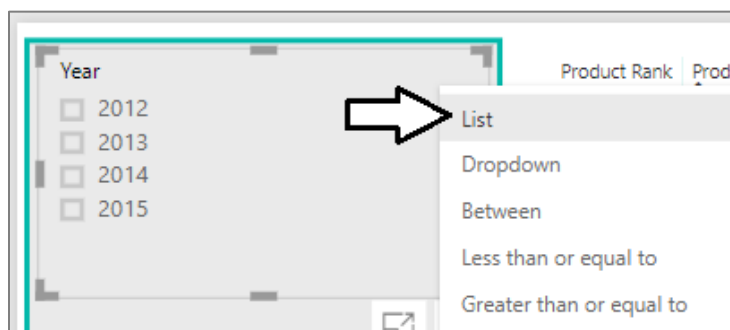 Year
2012
2013
2014
2015
Product Rank
List
Dropdown
Between
Less than or equal to
Greater than or equal to